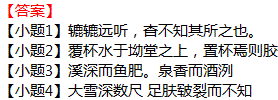 【答案】
【小题1】辘辘远听，杳不知其所之也。
【小题2】覆杯水于坳堂之上，置杯焉则胶
【小题3】溪深而鱼肥。泉香而酒洌
【小题4】大雪深数尺 足肤皲裂而不知